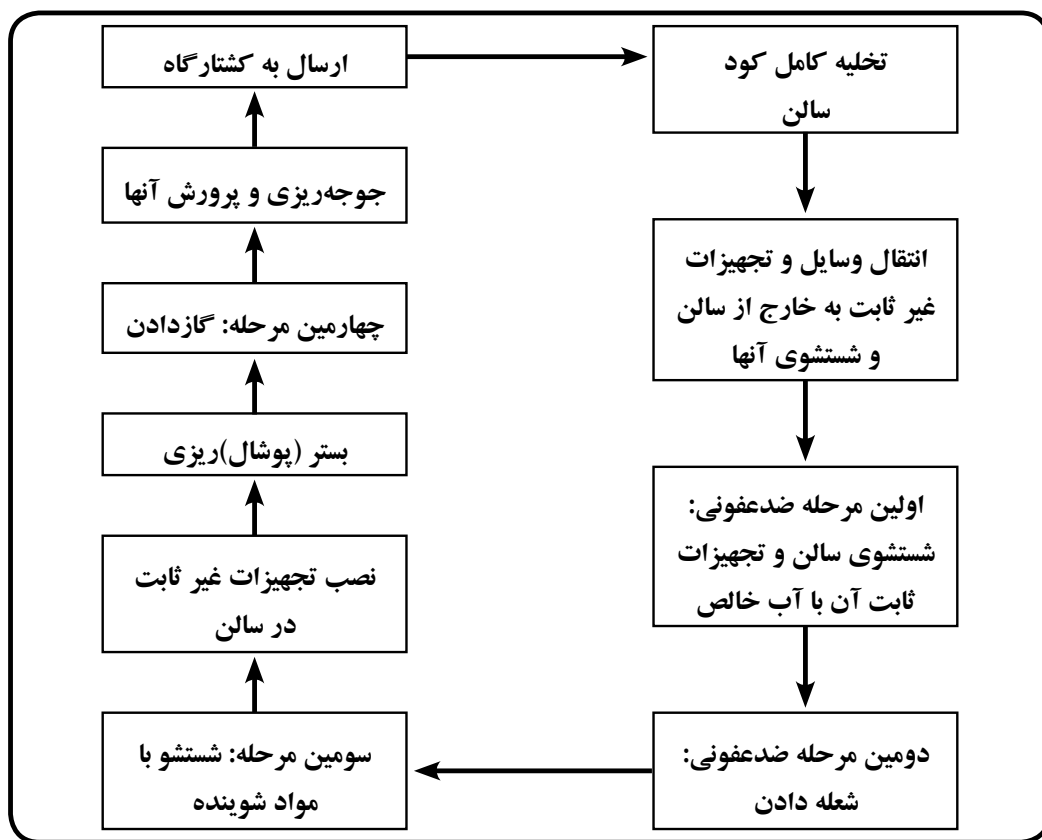 تخلیه کامل کود
سالن
انتقال وسایل و تجهیزات
غیر ثابت به خارج از سالن
و شستشوی آنها
اولین مرحله ضدعفونی:
شستشوی سالن و تجهیزات
ثابت آن با آب خالص
دومین مرحله ضدعفونی:
شعله دادن
سومین مرحله: شستشو با
مواد شوینده
نصب تجهیزات غیر ثابت
در سالن
بستر (پوشال)ریزی
چهارمین مرحله: گازدادن
جوجه‌ریزی و پرورش آنها
ارسال به کشتارگاه